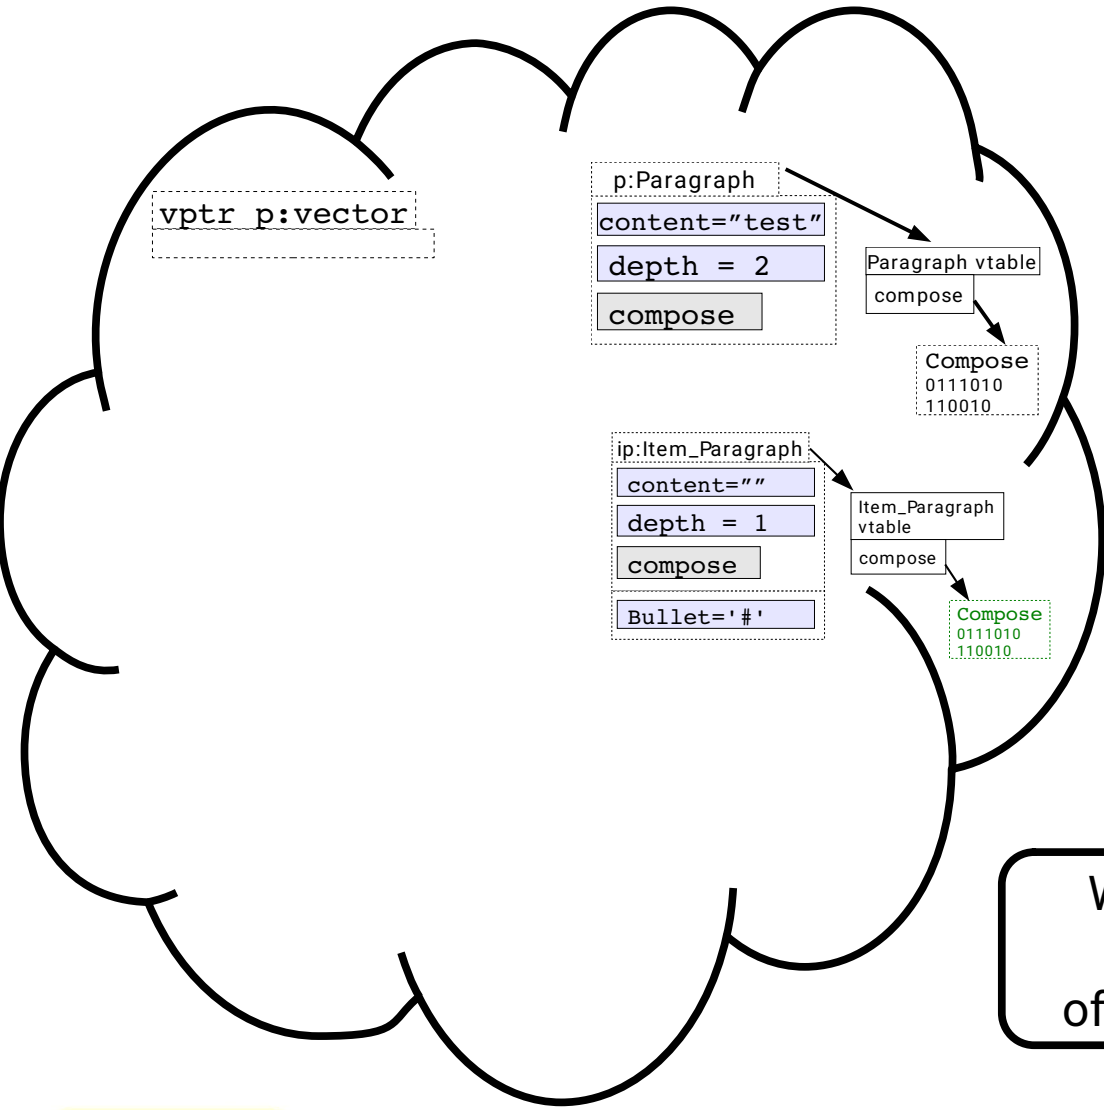 vptr p:vector
p:Paragraph
content=”test”
depth = 2
compose
Paragraph vtable
compose
Compose
0111010
110010
ip:Item_Paragraph
content=””
depth = 1
compose
Bullet='#'
Item_Paragraph
vtable
compose
Compose
0111010
110010
of